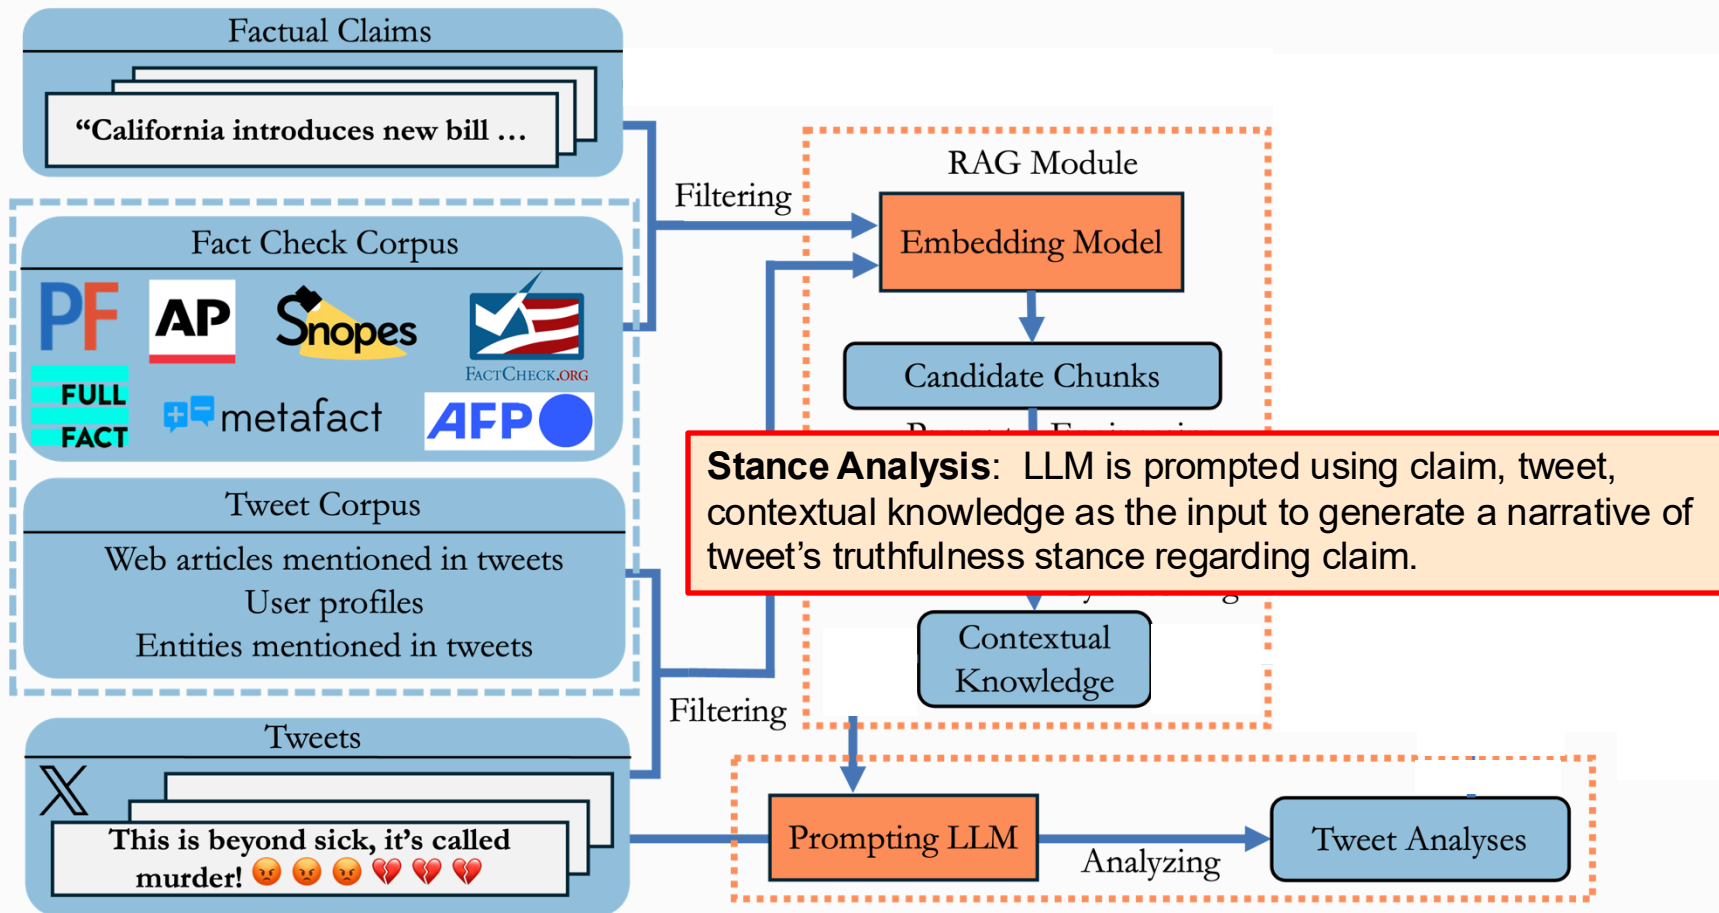 Factual Claims
“California introduces new bill …
Fact Check Corpus
PF
AP
Snopes
FACTCHECK.ORG
FULL
FACT
metafact
AFP
Tweet Corpus
Web articles mentioned in tweets
User profiles
Entities mentioned in tweets
Tweets
This is beyond sick, it’s called
murder! 😡 😡 😡 💔 💔 💔
Filtering
Filtering
RAG Module
Embedding Model
Candidate Chunks
Stance Analysis: LLM is prompted using claim, tweet,
contextual knowledge as the input to generate a narrative of
tweet’s truthfulness stance regarding claim.
Contextual
Knowledge
Prompting LLM
Analyzing
Tweet Analyses